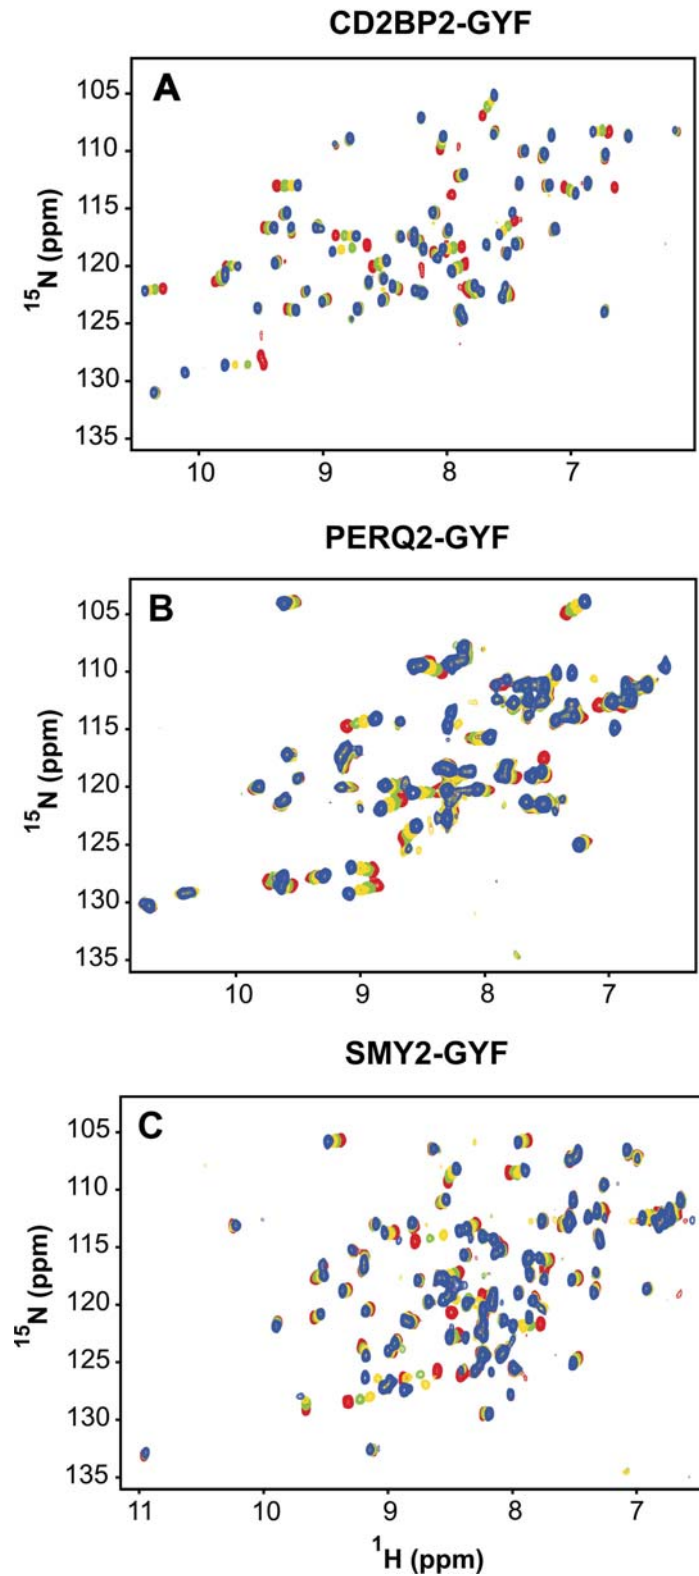 CD2BP2-GYF
A
105
110
115
120
125
130
135
¹⁵N (ppm)
10 9 8 7
PERQ2-GYF
B
105
110
115
120
125
130
135
¹⁵N (ppm)
10 9 8 7
SMY2-GYF
C
105
110
115
120
125
130
135
¹⁵N (ppm)
11 10 9 8 7
¹H (ppm)